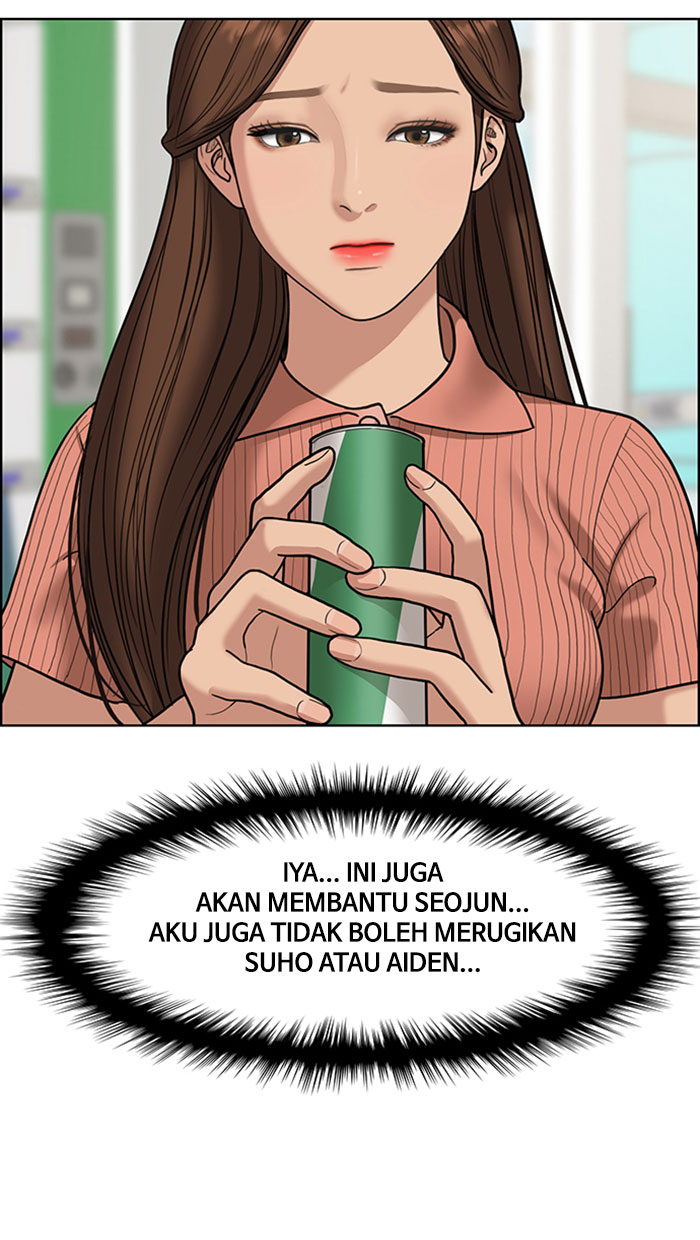 IYA... INI JUGA
AKAN MEMBANTU SEOJUN...
AKU JUGA TIDAK BOLEH MERUGIKAN
SUHO ATAU AIDEN...